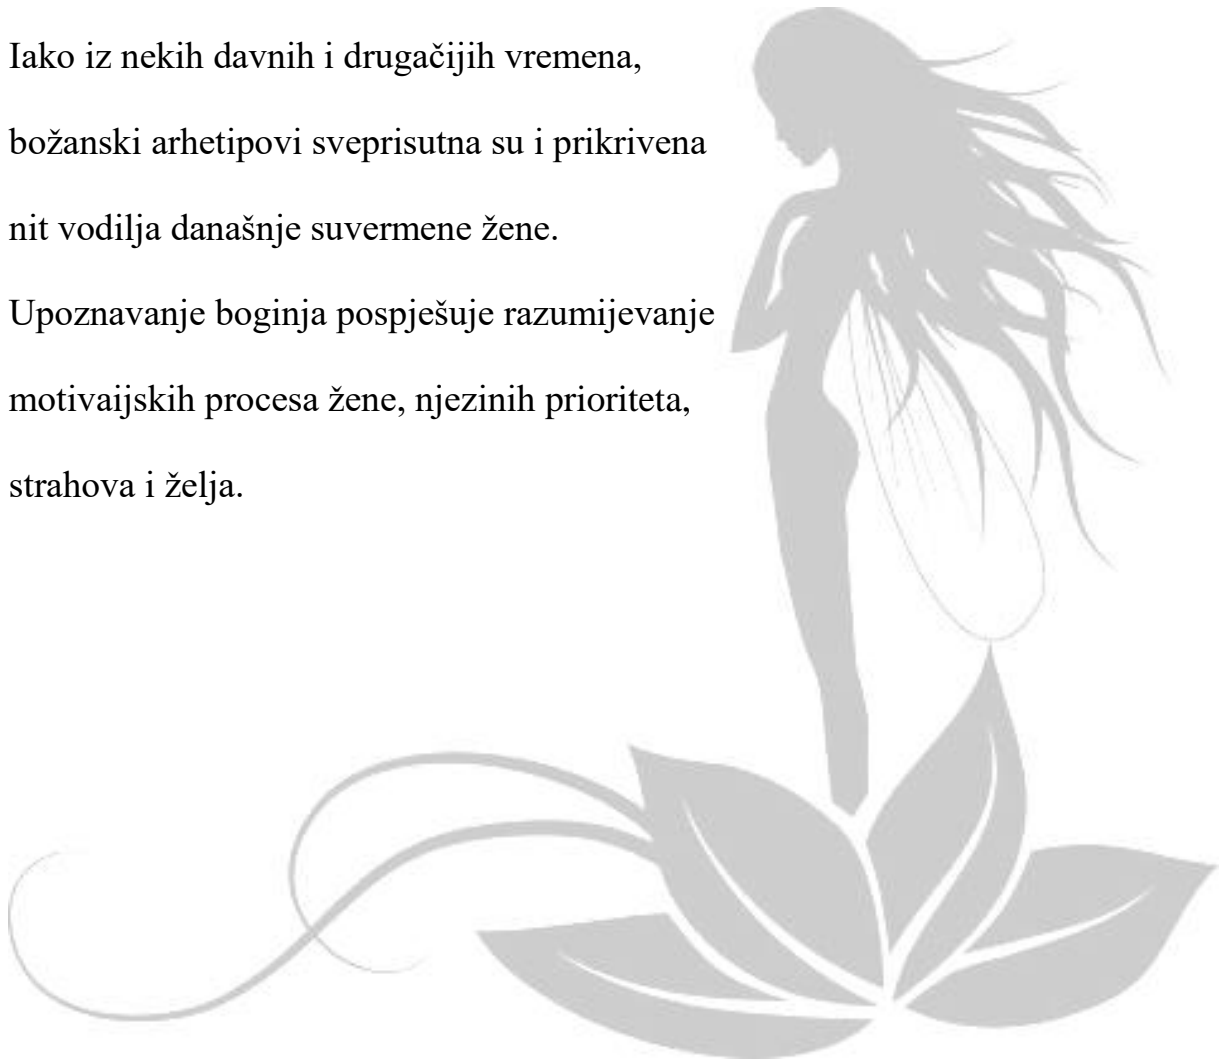 Iako iz nekih davnih i drugačijih vremena,
božanski arhetipovi sveprisutna su i prikrivena
nit vodilja današnje suvermene žene.
Upoznavanje boginja pospješuje razumijevanje
motivaijskih procesa žene, njezinih prioriteta,
strahova i želja.